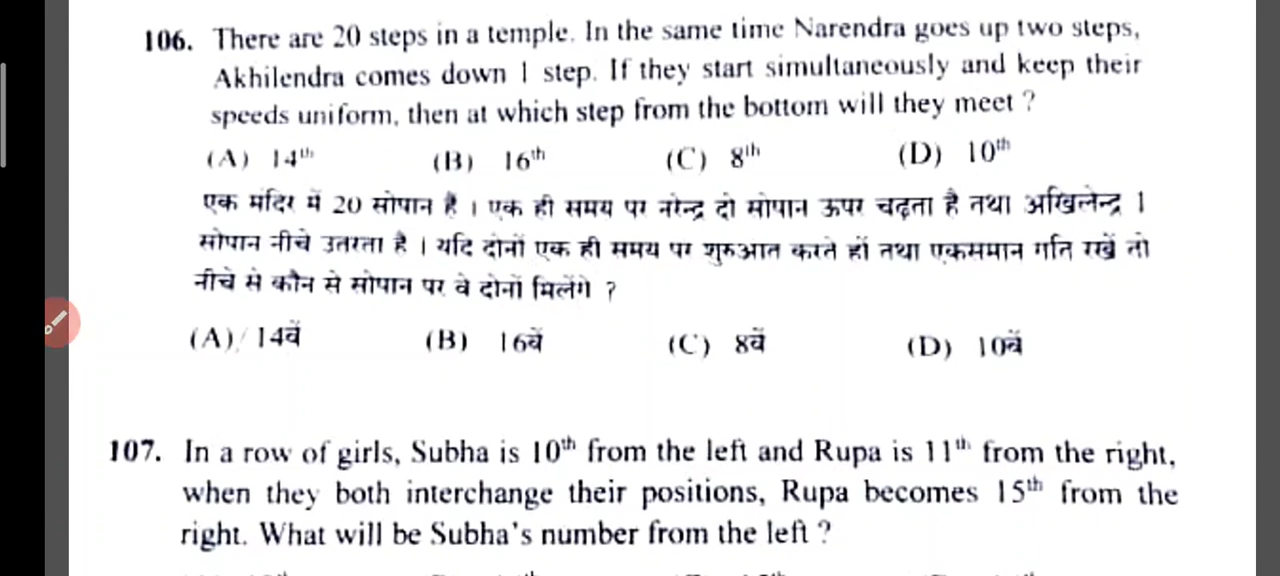 106. There are 20 steps in a temple. In the same time Narendra goes up two steps,
Akhilendra comes down 1 step. If they start simultaneously and keep their
speeds uniform, then at which step from the bottom will they meet ?
(A) 14th (B) 16th (C) 8th (D) 10th
एक मंदिर में 20 सोपान हैं । एक ही समय पर नरेन्द्र दो सोपान ऊपर चढ़ता है तथा अखिलेन्द्र 1
सोपान नीचे उतरता है । यदि दोनों एक ही समय पर शुरुआत करते हों तथा एकसमान गति रखें तो
नीचे से कौन से सोपान पर वे दोनों मिलेंगे ?
(A) 14वें (B) 16वें (C) 8वें (D) 10वें
107. In a row of girls, Subha is 10th from the left and Rupa is 11th from the right,
when they both interchange their positions, Rupa becomes 15th from the
right. What will be Subha's number from the left ?